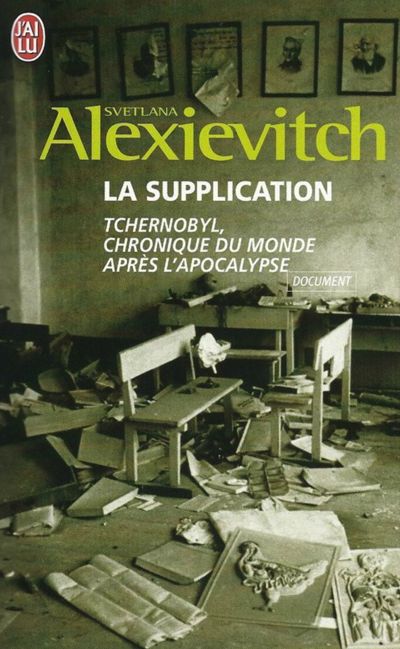 J'AI
LU
SVETLANA
Alexievitch
LA SUPPLICATION
TCHERNOBYL,
CHRONIQUE DU MONDE
APRÈS L'APOCALYPSE
DOCUMENT